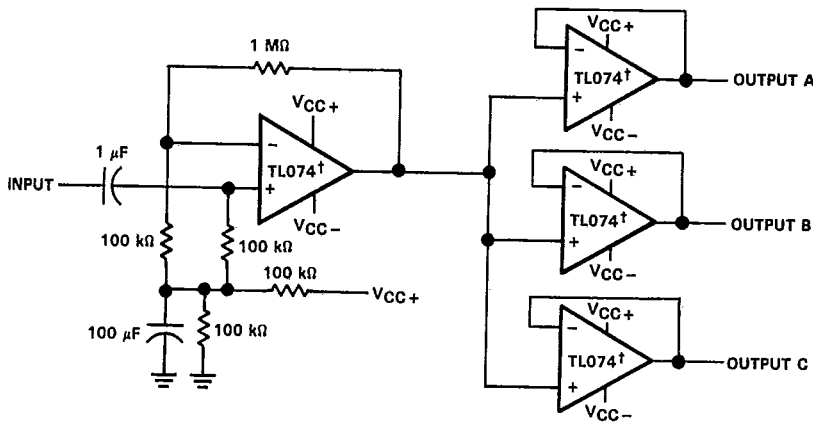 1 MΩ
VCC+
TL074†
VCC−
−
+
1 μF
INPUT
100 kΩ
100 kΩ
100 kΩ
VCC+
100 μF
100 kΩ
VCC+
−
TL074†
+
VCC−
OUTPUT A
VCC+
−
TL074†
+
VCC−
OUTPUT B
VCC+
−
TL074†
+
VCC−
OUTPUT C